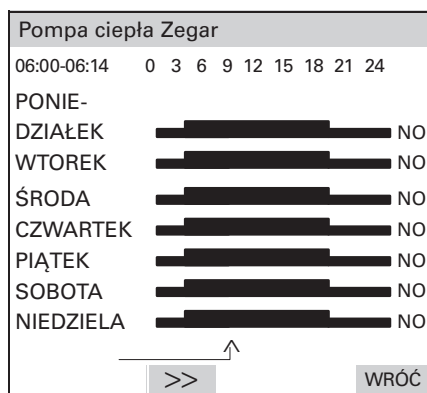 Pompa ciepła Zegar
06:00-06:14 0 3 6 9 12 15 18 21 24
PONIE-
DZIAŁEK NO
WTOREK NO
ŚRODA NO
CZWARTEK NO
PIĄTEK NO
SOBOTA NO
NIEDZIELA NO
>> WRÓĆ